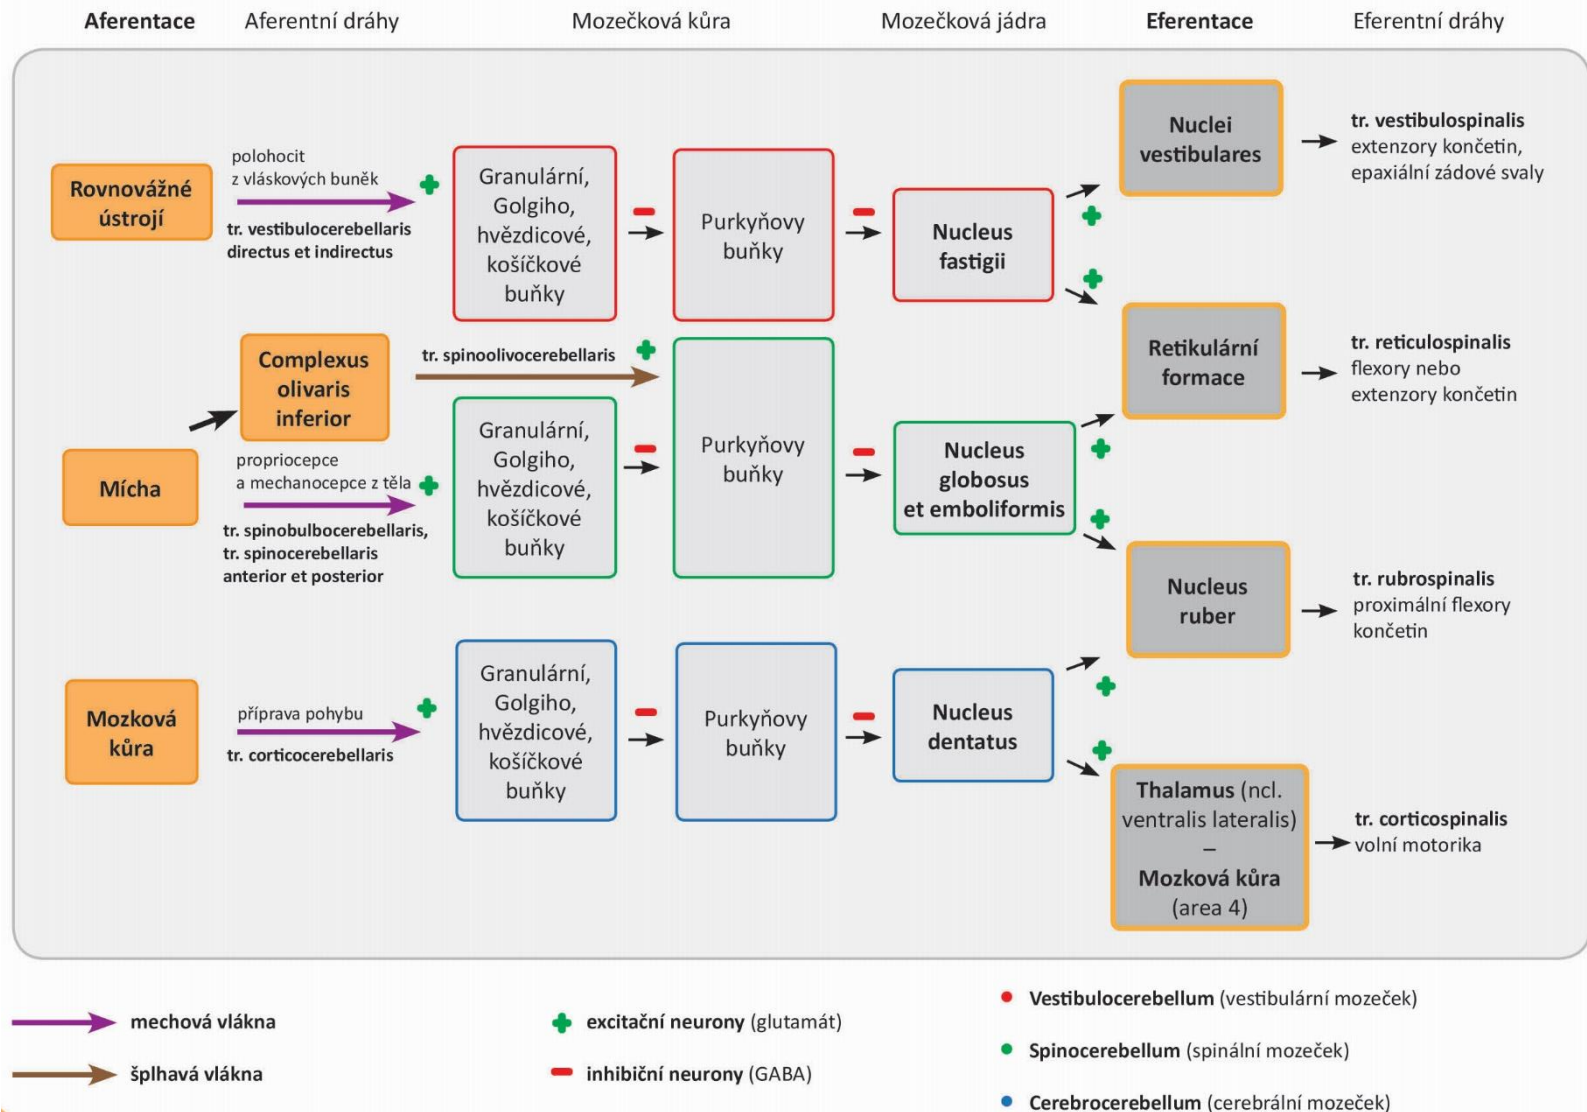 Aferentace
Aferentní dráhy
Mozečková kůra
Mozečková jádra
Eferentace
Eferentní dráhy
Rovnovážné
ústrojí
polohocit
z vláskových buněk
tr. vestibulocerebellaris
directus et indirectus
Granulární,
Golgiho,
hvězdicové,
košíčkové
buňky
Purkyňovy
buňky
Nucleus
fastigii
Nuclei
vestibulares
tr. vestibulospinalis
extenzory končetin,
epaxiální zádové svaly
Complexus
olivaris
inferior
tr. spinoolivocerebellaris
Retikulární
formace
tr. reticulospinalis
flexory nebo
extenzory končetin
Mícha
propriocepce
a mechanocepce z těla
tr. spinobulbocerebellaris,
tr. spinocerebellaris
anterior et posterior
Granulární,
Golgiho,
hvězdicové,
košíčkové
buňky
Purkyňovy
buňky
Nucleus
globosus
et emboliformis
Nucleus
ruber
tr. rubrospinalis
proximální flexory
končetin
Mozková
kůra
příprava pohybu
tr. corticocerebellaris
Granulární,
Golgiho,
hvězdicové,
košíčkové
buňky
Purkyňovy
buňky
Nucleus
dentatus
Thalamus (ncl.
ventralis lateralis)
–
Mozková kůra
(area 4)
tr. corticospinalis
volní motorika
mechová vlákna
šplhavá vlákna
excitační neurony (glutamát)
inhibiční neurony (GABA)
Vestibulocerebellum (vestibulární mozeček)
Spinocerebellum (spinální mozeček)
Cerebrocerebellum (cerebrální mozeček)